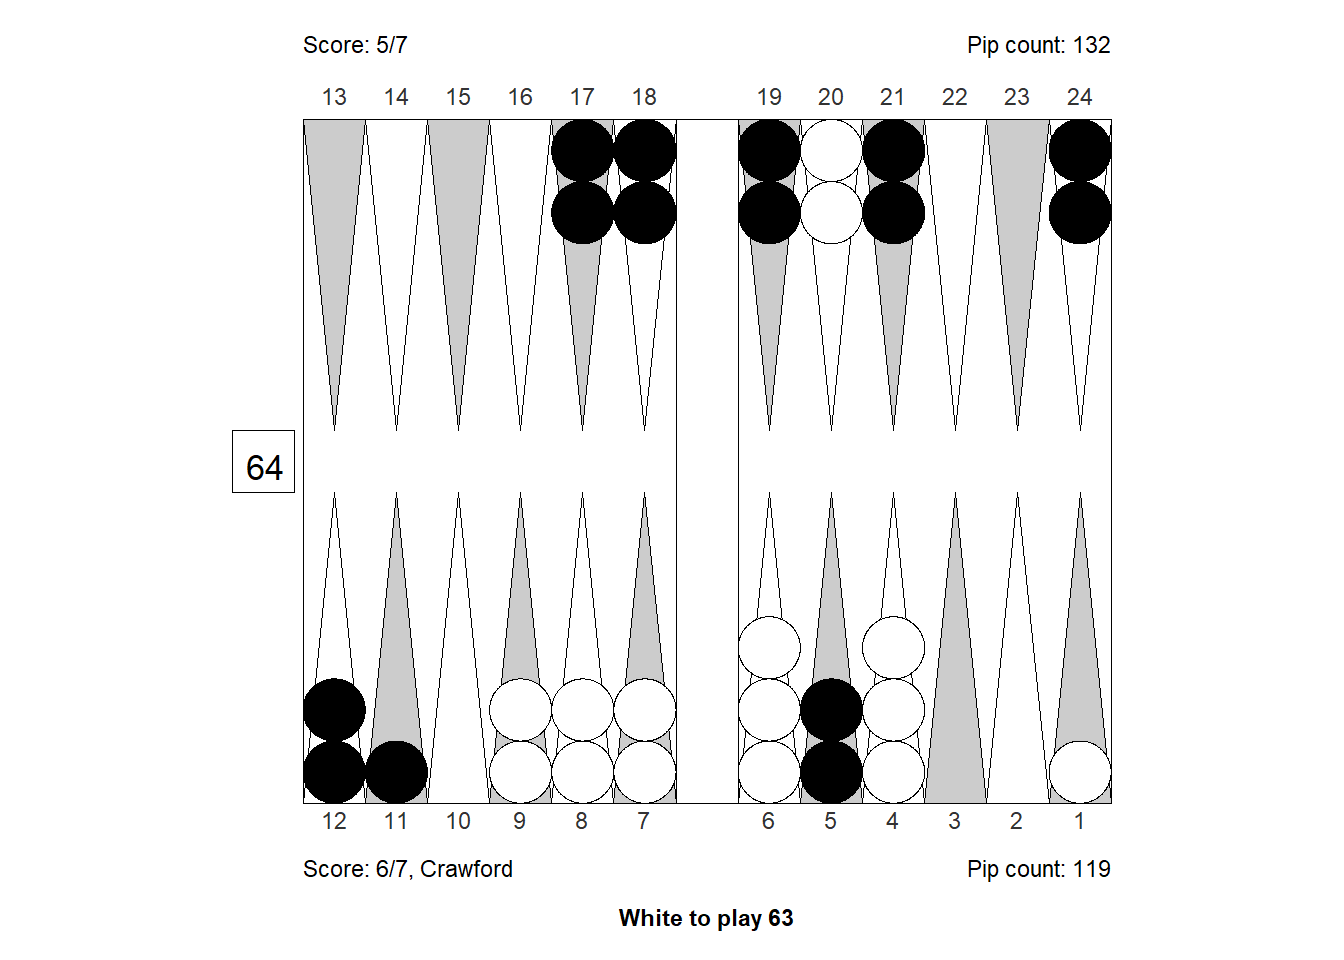 Score: 5/7 Pip count: 132
13 14 15 16 17 18 19 20 21 22 23 24
64
12 11 10 9 8 7 6 5 4 3 2 1
Score: 6/7, Crawford Pip count: 119
White to play 63